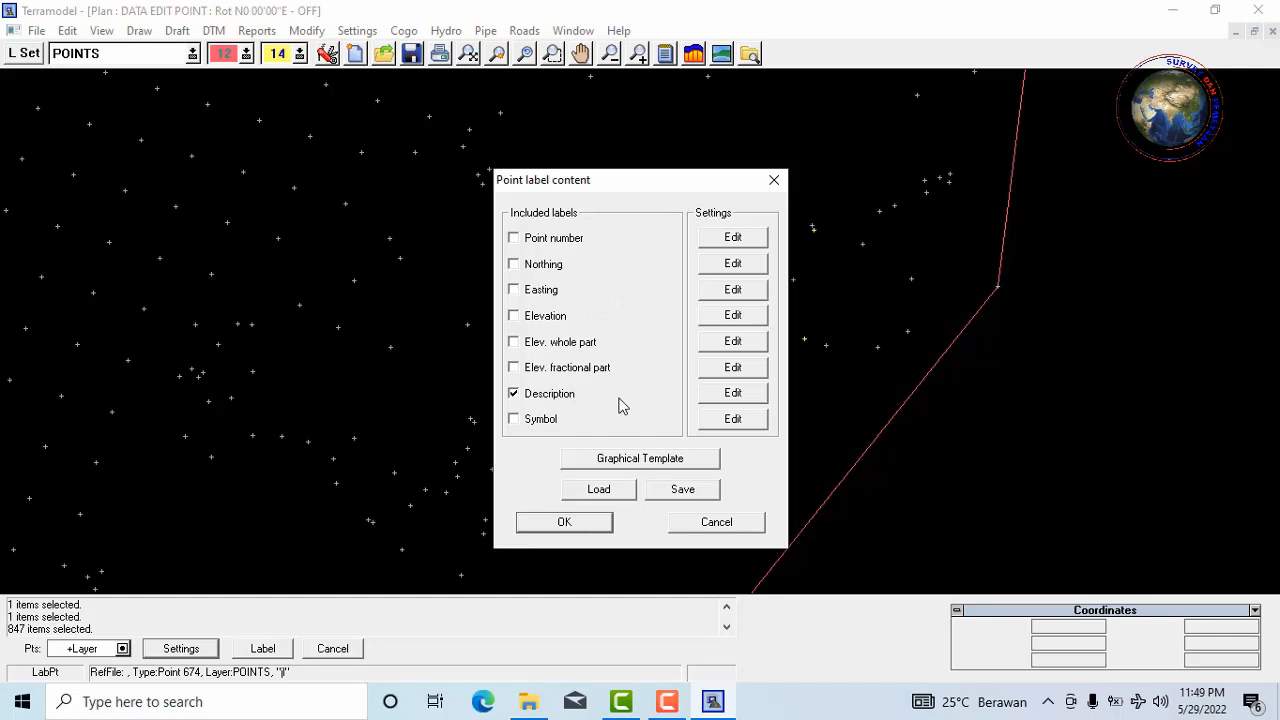 Terramodel - [Plan : DATA EDIT POINT : Rot N0 00'00"E - OFF]
File Edit View Draw Draft DTM Reports Modify Settings Cogo Hydro Pipe Roads Window Help
L Set POINTS 12 14
SURVEY DAN PEMETAAN
Point label content
Included labels Settings
Point number Edit
Northing Edit
Easting Edit
Elevation Edit
Elev. whole part Edit
Elev. fractional part Edit
Description Edit
Symbol Edit
Graphical Template
Load Save
OK Cancel
1 items selected.
1 items selected.
847 items selected.
Coordinates
Pts: +Layer Settings Label Cancel
LabPt RefFile: , Type:Point 674, Layer:POINTS, "jl"
Type here to search
25°C Berawan
11:49 PM
5/29/2022
6